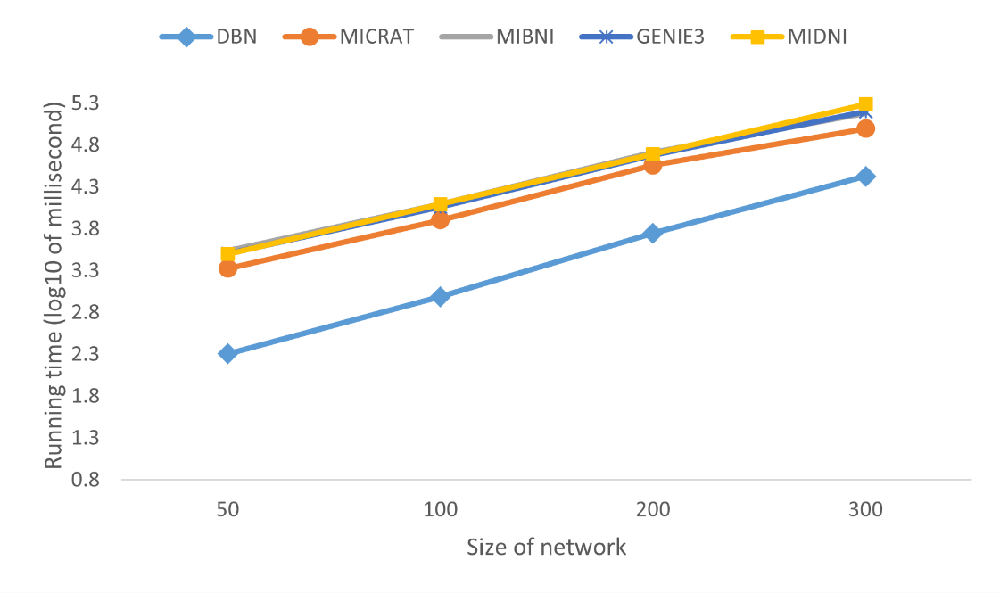 DBN MICRAT MIBNI GENIE3 MIDNI
Running time (log10 of millisecond)
5.3
4.8
4.3
3.8
3.3
2.8
2.3
1.8
1.3
0.8
50 100 200 300
Size of network